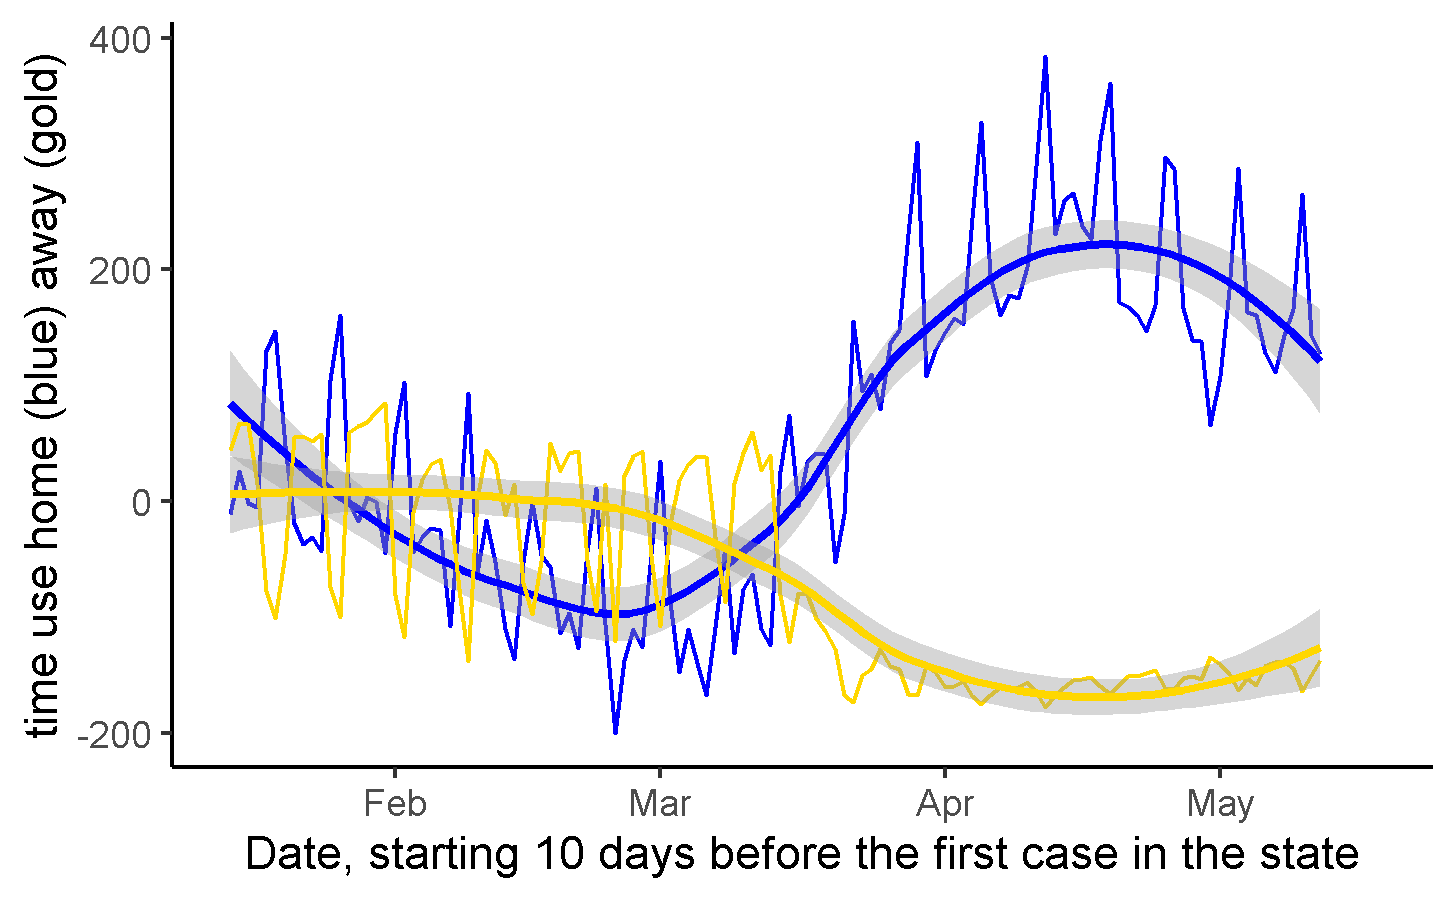 time use home (blue) away (gold)
400
200
0
-200
Feb Mar Apr May
Date, starting 10 days before the first case in the state